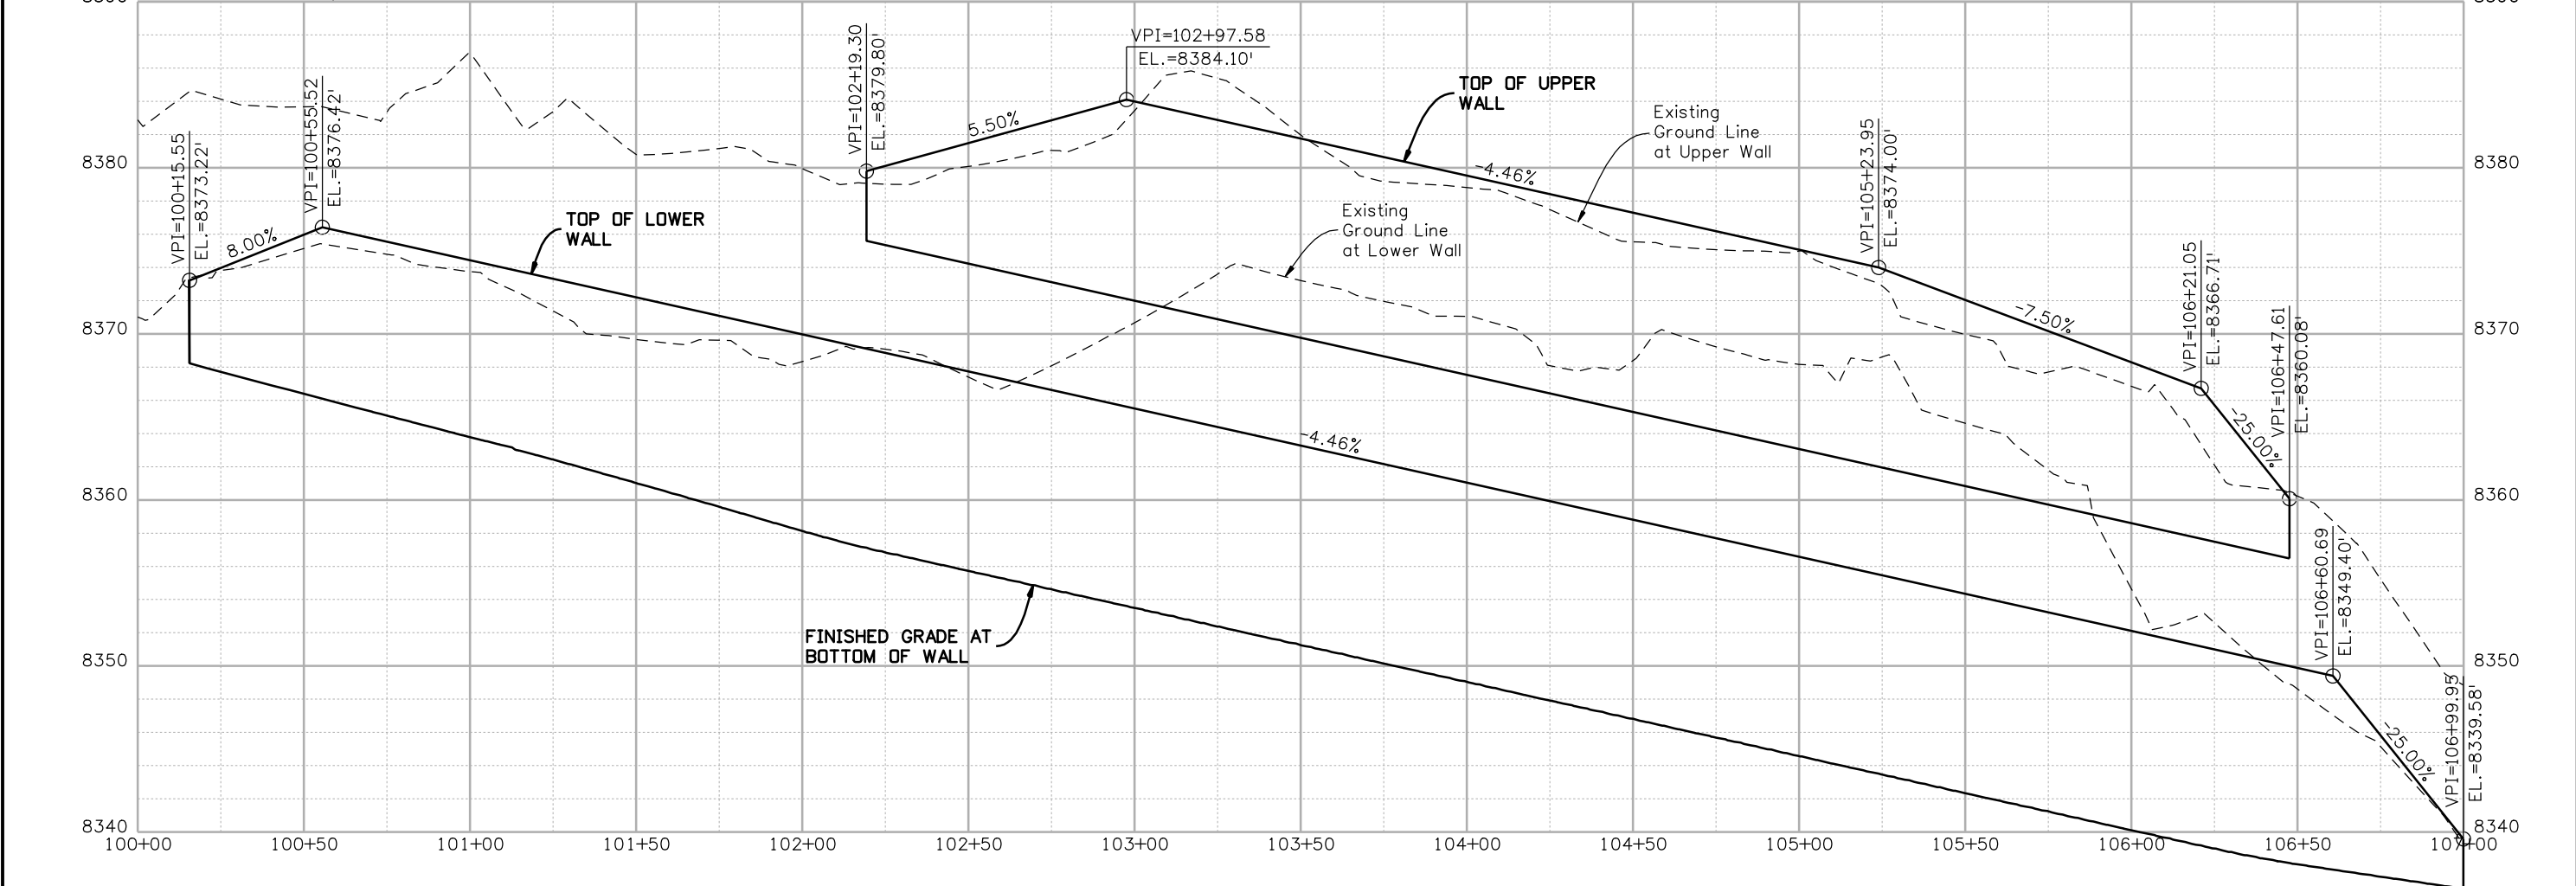 VPI=102+97.58
EL.=8384.10'
VPI=102+19.30
EL.=8379.80'
TOP OF UPPER
WALL
Existing
Ground Line
at Upper Wall
VPI=100+55.52
EL.=8376.42'
VPI=100+15.55
EL.=8373.22'
5.50%
VPI=105+23.95
EL.=8374.00'
8380
8380
-4.46%
TOP OF LOWER
WALL
Existing
Ground Line
at Lower Wall
8.00%
VPI=106+21.05
EL.=8366.71'
VPI=106+47.61
EL.=8360.08'
8370
8370
-7.50%
-4.46%
-25.00%
8360
8360
VPI=106+60.69
EL.=8349.40'
FINISHED GRADE AT
BOTTOM OF WALL
8350
8350
VPI=106+99.95
EL.=8339.58'
-25.00%
8340
8340
100+00
100+50
101+00
101+50
102+00
102+50
103+00
103+50
104+00
104+50
105+00
105+50
106+00
106+50
107+00